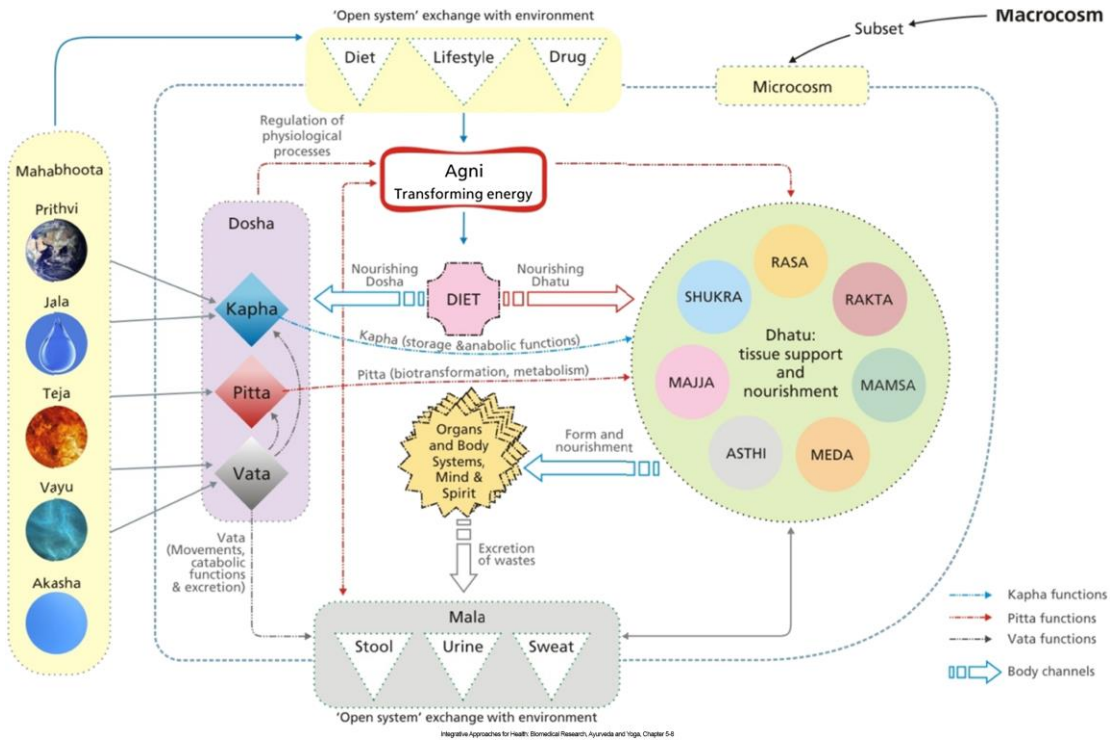 'Open system' exchange with environment
Macrocosm
Subset
Diet
Lifestyle
Drug
Microcosm
Regulation of
physiological
processes
Mahabhoota
Agni
Transforming energy
Prithvi
Dosha
Jala
Kapha
Nourishing
Dosha
DIET
Nourishing
Dhatu
Kapha (storage &anabolic functions)
RASA
SHUKRA
RAKTA
Dhatu:
tissue support
and
nourishment
MAJJA
MAMSA
ASTHI
MEDA
Teja
Pitta
Pitta (biotransformation, metabolism)
Organs
and Body
Systems,
Mind &
Spirit
Form and
nourishment
Vata
Vayu
Vata
(Movements,
catabolic
functions
& excretion)
Excretion
of wastes
Akasha
Mala
Stool
Urine
Sweat
Kapha functions
Pitta functions
Vata functions
Body channels
'Open system' exchange with environment
Integrative Approaches for Health: Biomedical Research, Ayurveda and Yoga, Chapter 5-8